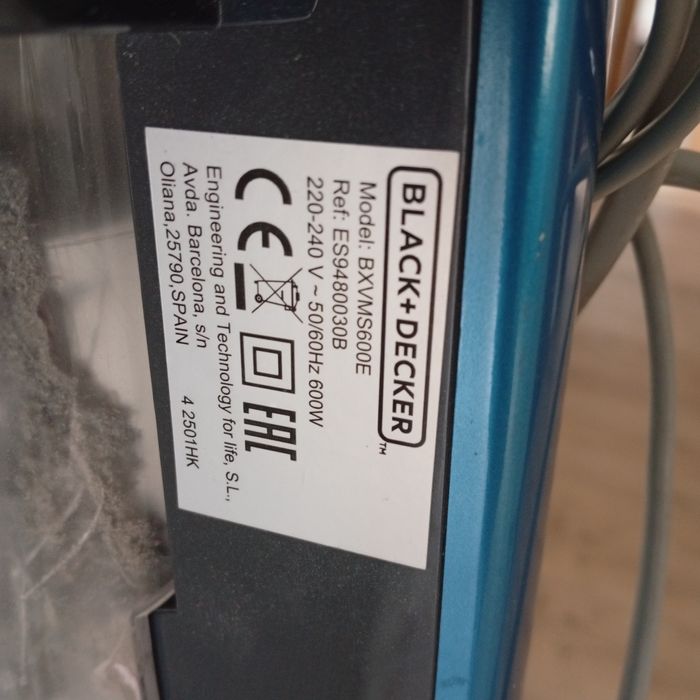 BLACK+DECKER™
Model: BXVMS600E
Ref: ES9480030B
220-240 V ~ 50/60Hz 600W
CE EAC
Engineering and Technology for life, S.L.,
Avda. Barcelona, s/n
Oliana,25790,SPAIN 4 2501HK